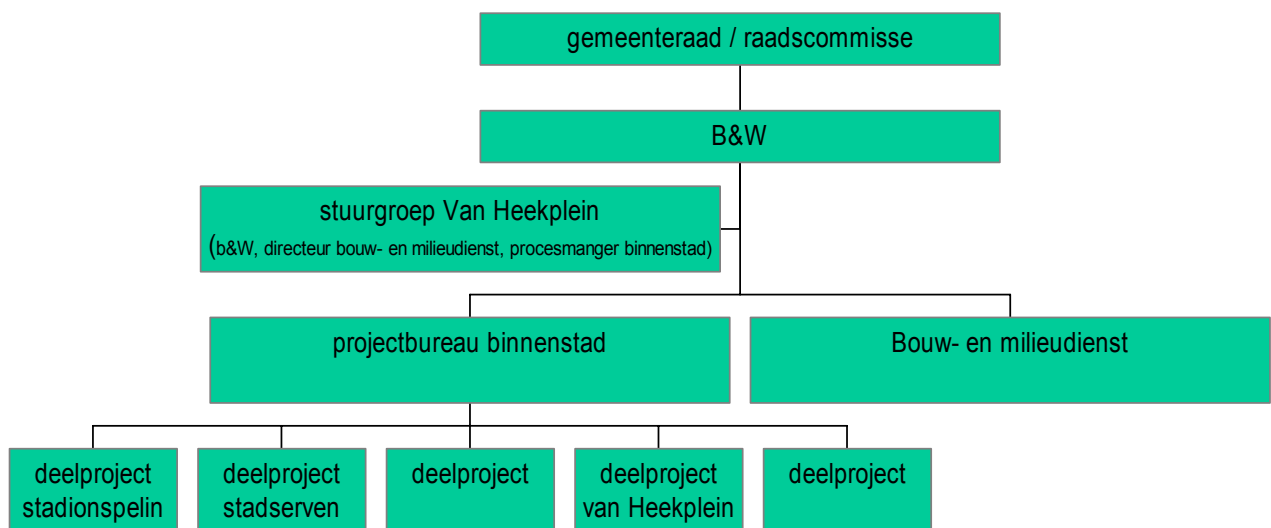 gemeenteraad / raadscommisse
B&W
stuurgroep Van Heekplein
(b&W, directeur bouw- en milieudienst, procesmanger binnenstad)
projectbureau binnenstad
Bouw- en milieudienst
deelproject
stadionspelin
deelproject
stadserven
deelproject
deelproject
van Heekplein
deelproject